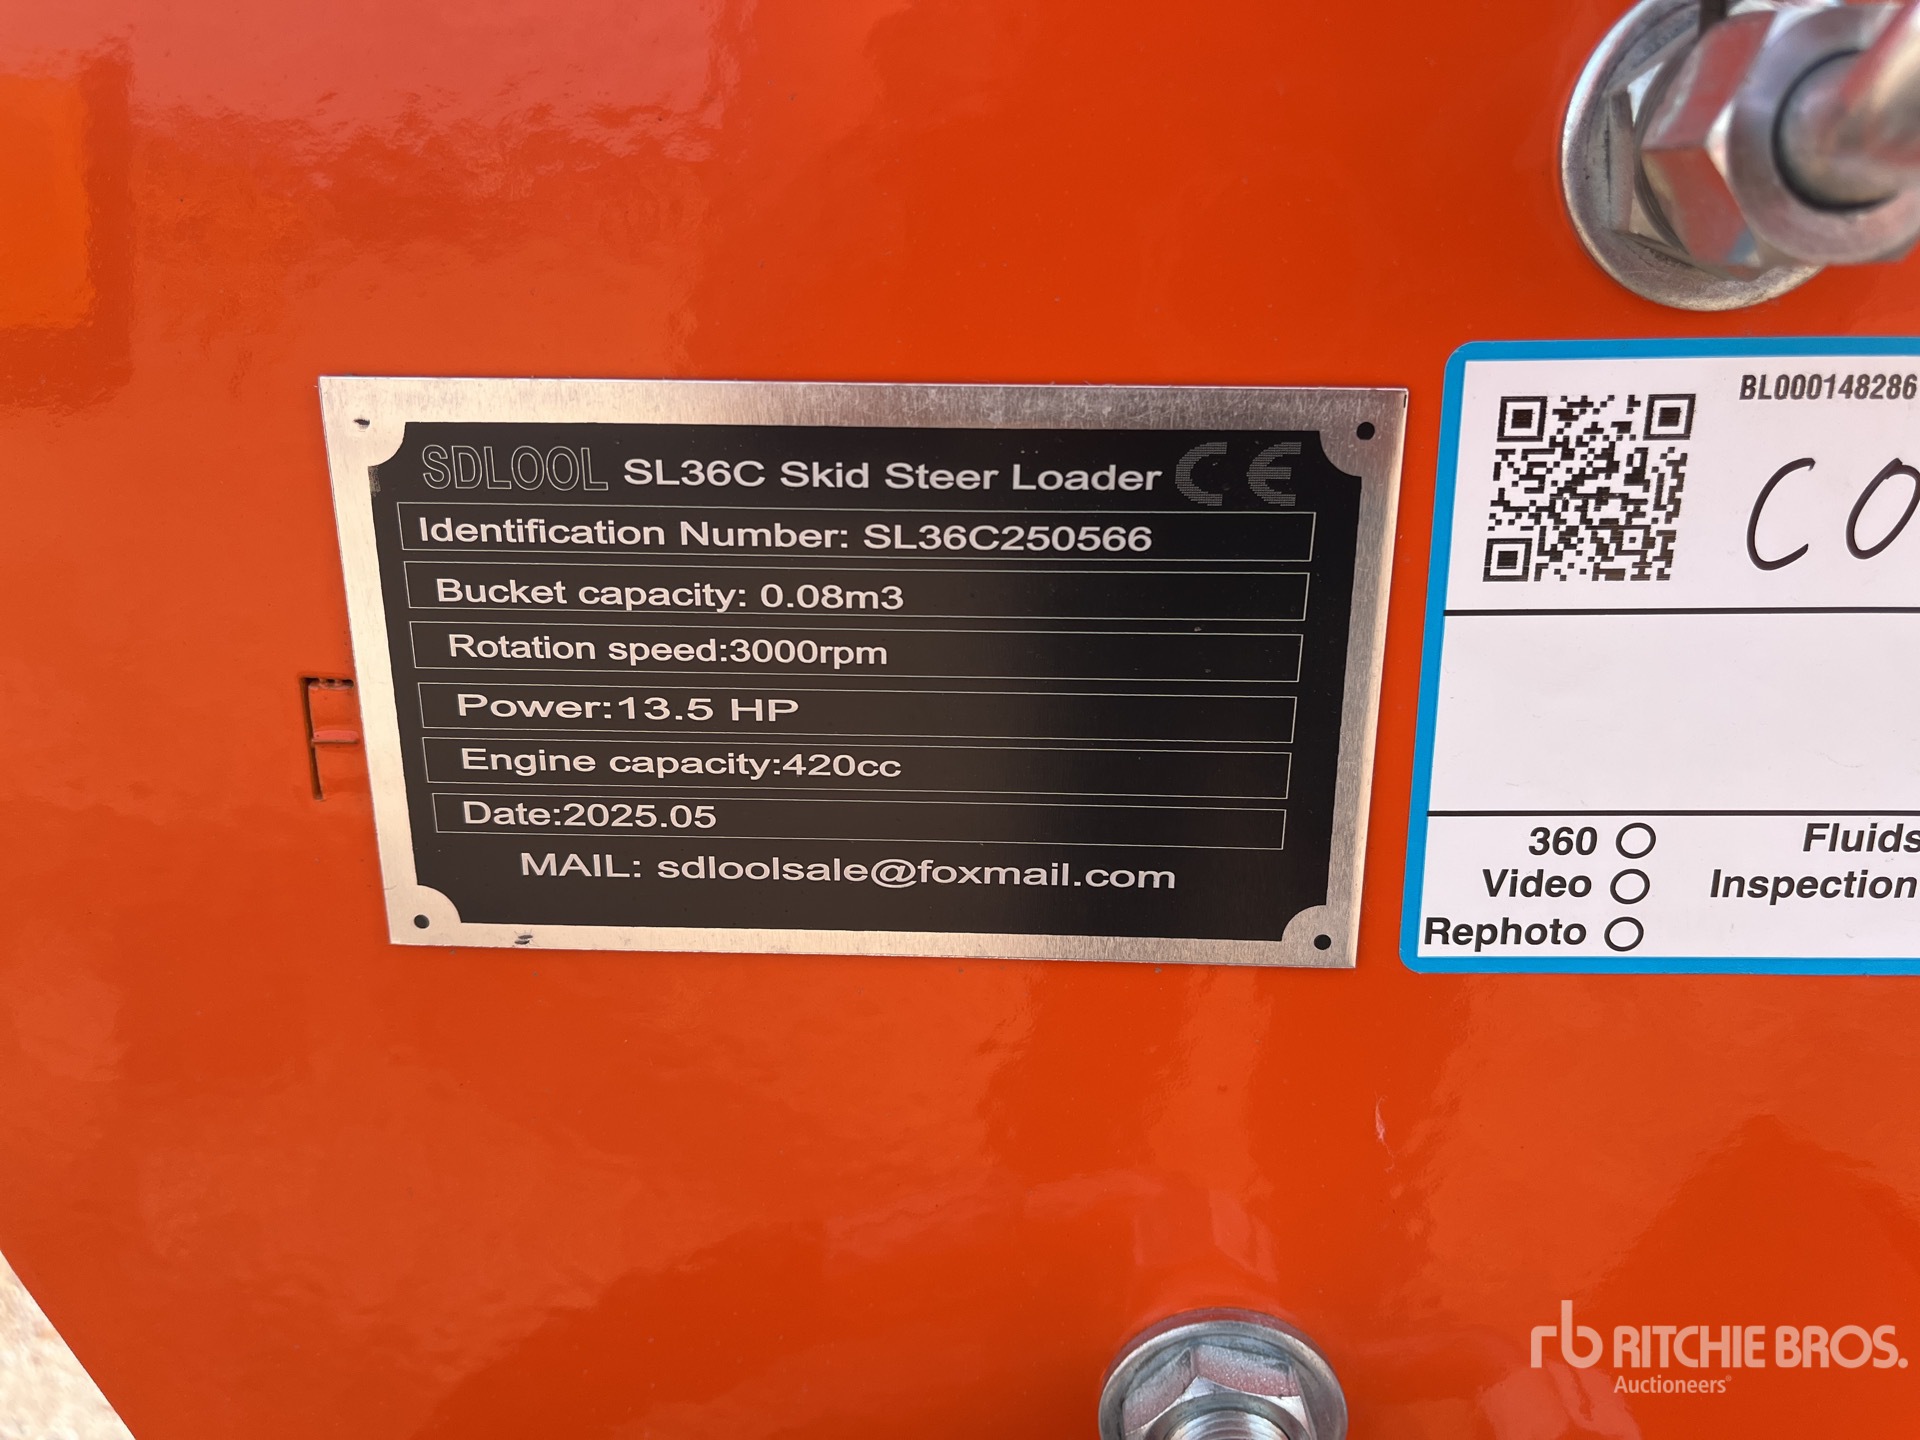 SDLOOL SL36C Skid Steer Loader CE
Identification Number: SL36C250566
Bucket capacity: 0.08m3
Rotation speed:3000rpm
Power:13.5 HP
Engine capacity:420cc
Date:2025.05
MAIL: sdloolsale@foxmail.com
BL000148286
CO
360
Video
Rephoto
Fluids
Inspection
rb RITCHIE BROS.
Auctioneers